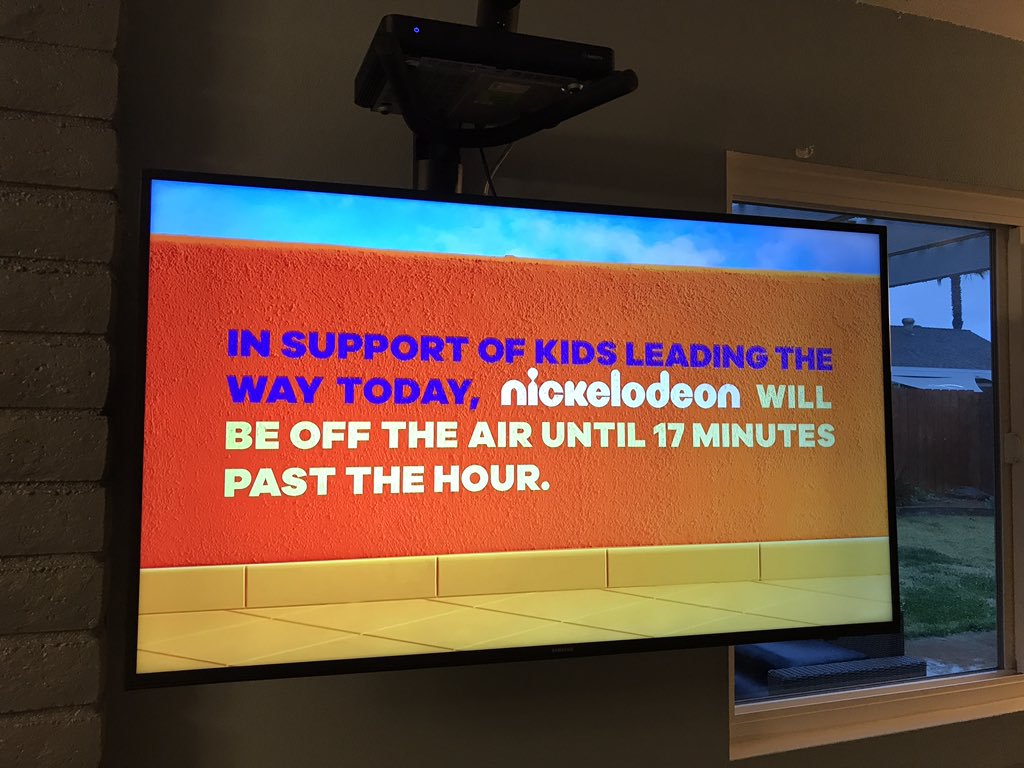 IN SUPPORT OF KIDS LEADING THE
WAY TODAY, nickelodeon WILL
BE OFF THE AIR UNTIL 17 MINUTES
PAST THE HOUR.
SAMSUNG